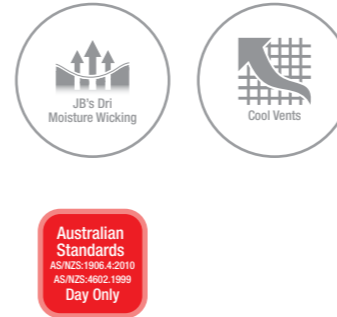 JB's Dri
Moisture Wicking
Cool Vents
Australian
Standards
AS/NZS:1906.4:2010
AS/NZS:4602.1999
Day Only